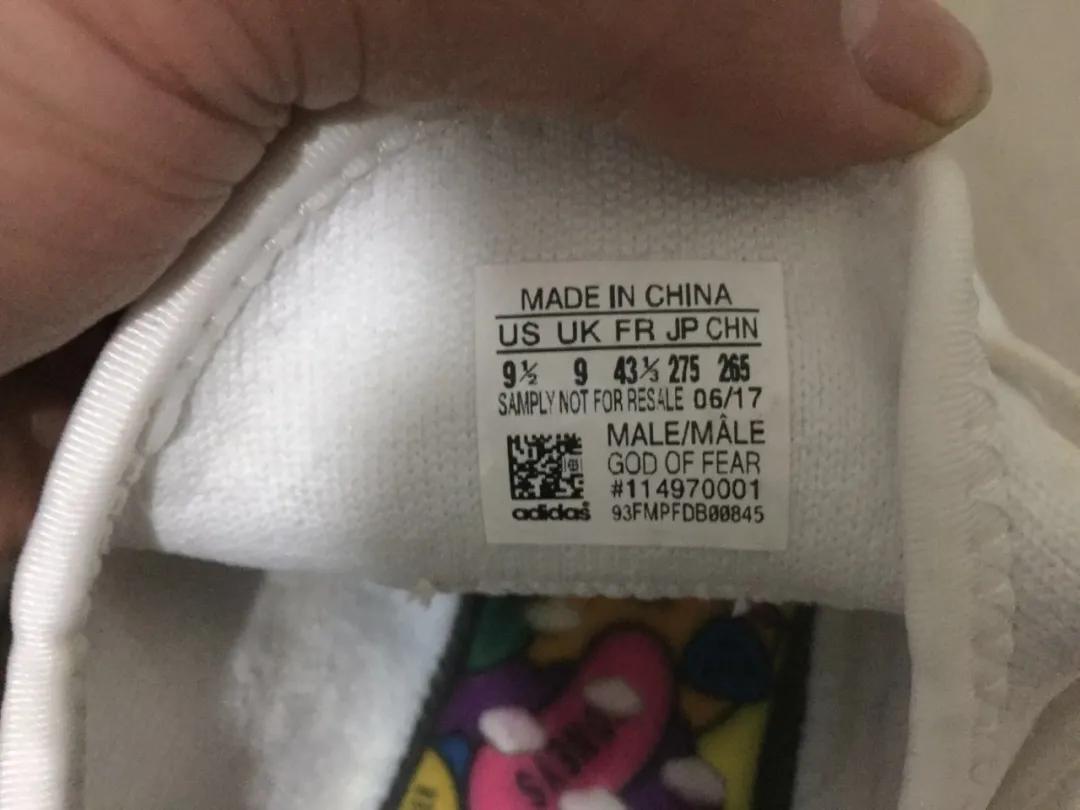 MADE IN CHINA
US UK FR JP CHN
9½ 9 43⅓ 275 265
SAMPLY NOT FOR RESALE 06/17
MALE/MÂLE
GOD OF FEAR
#114970001
adidas 93FMPFDB00845